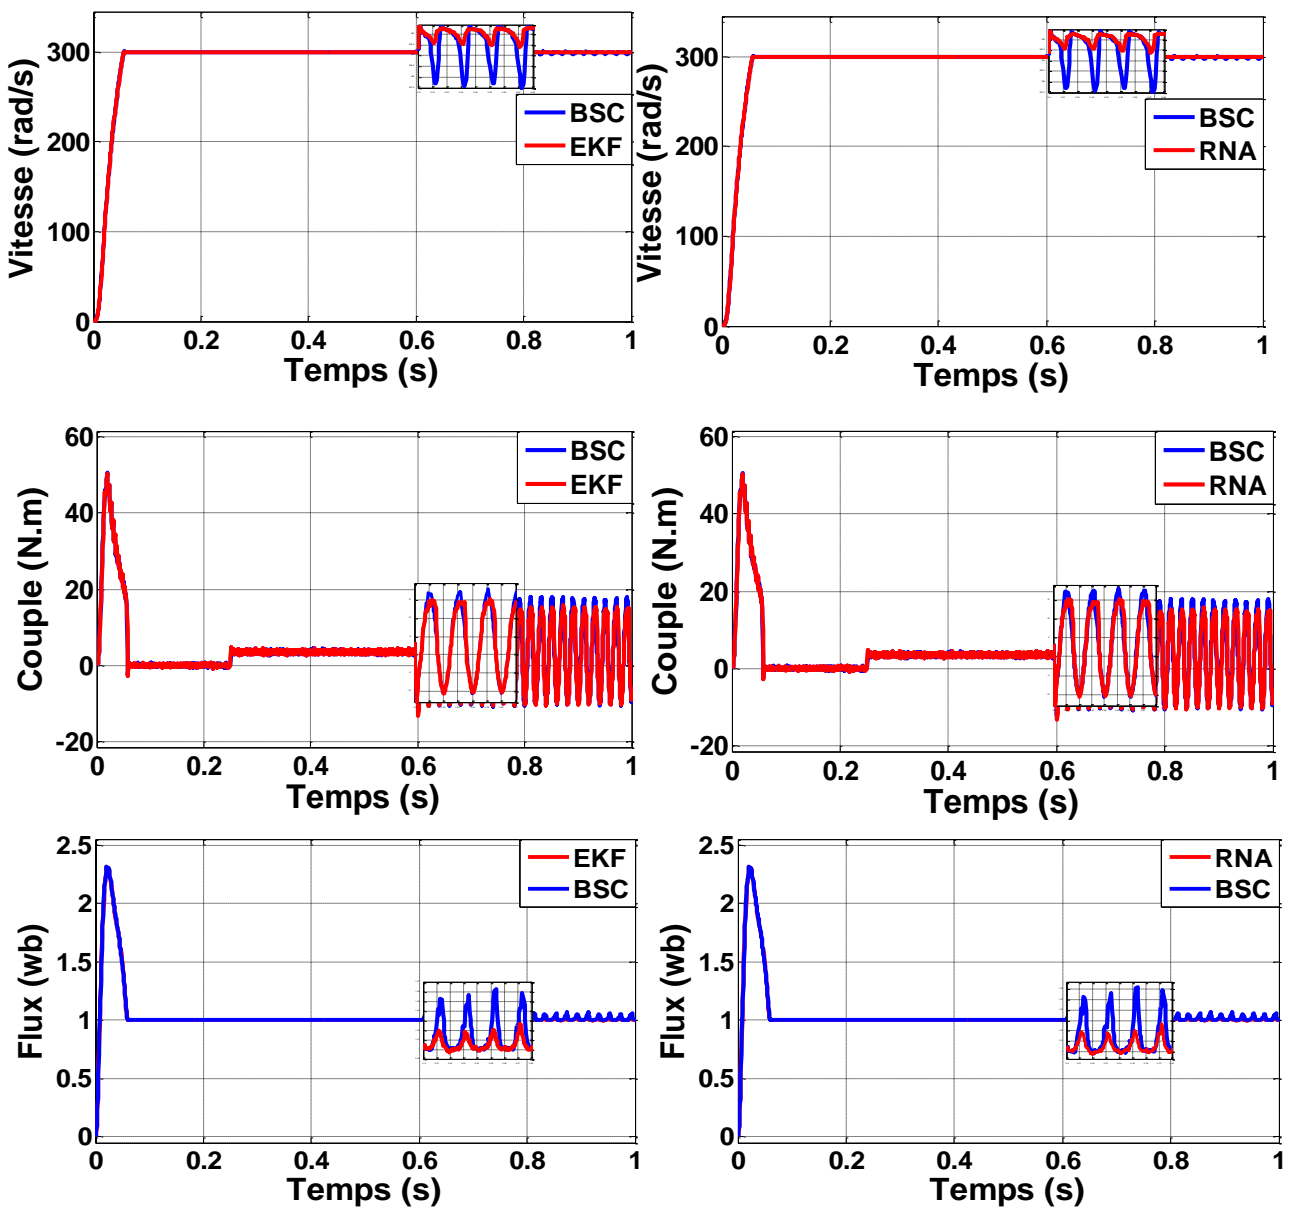 Vitesse (rad/s)
300
200
100
0
0 0.2 0.4 0.6 0.8 1
Temps (s)
BSC
EKF
Vitesse (rad/s)
300
200
100
0
0 0.2 0.4 0.6 0.8 1
Temps (s)
BSC
RNA
Couple (N.m)
60
40
20
0
-20
0 0.2 0.4 0.6 0.8 1
Temps (s)
BSC
EKF
Couple (N.m)
60
40
20
0
-20
0 0.2 0.4 0.6 0.8 1
Temps (s)
BSC
RNA
Flux (wb)
2.5
2
1.5
1
0.5
0
0 0.2 0.4 0.6 0.8 1
Temps (s)
EKF
BSC
Flux (wb)
2.5
2
1.5
1
0.5
0
0 0.2 0.4 0.6 0.8 1
Temps (s)
RNA
BSC